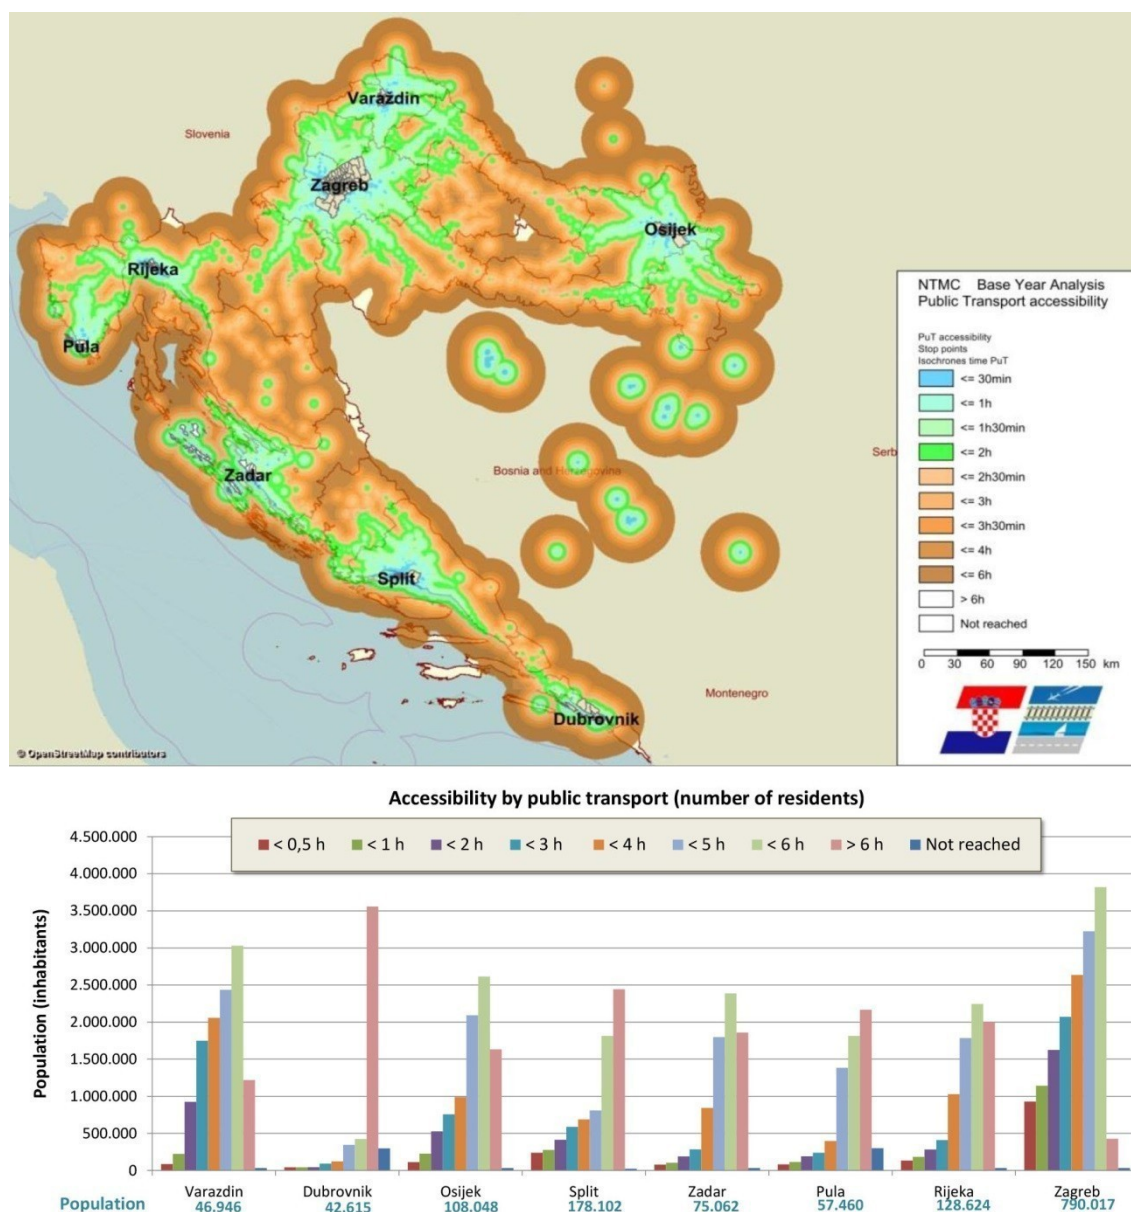 Varaždin
Slovenia
Zagreb
Osijek
Rijeka
Pula
Zadar
Bosnia and Herzegovina
Serb
Split
Dubrovnik
Montenegro
© OpenStreetMap contributors
NTMC Base Year Analysis
Public Transport accessibility
PuT accessibility
Stop points
Isochrones time PuT
<= 30min
<= 1h
<= 1h30min
<= 2h
<= 2h30min
<= 3h
<= 3h30min
<= 4h
<= 6h
> 6h
Not reached
0 30 60 90 120 150 km
Accessibility by public transport (number of residents)
< 0,5 h < 1 h < 2 h < 3 h < 4 h < 5 h < 6 h > 6 h Not reached
Population (inhabitants)
4.500.000
4.000.000
3.500.000
3.000.000
2.500.000
2.000.000
1.500.000
1.000.000
500.000
0
Varazdin Dubrovnik Osijek Split Zadar Pula Rijeka Zagreb
Population 46.946 42.615 108.048 178.102 75.062 57.460 128.624 790.017